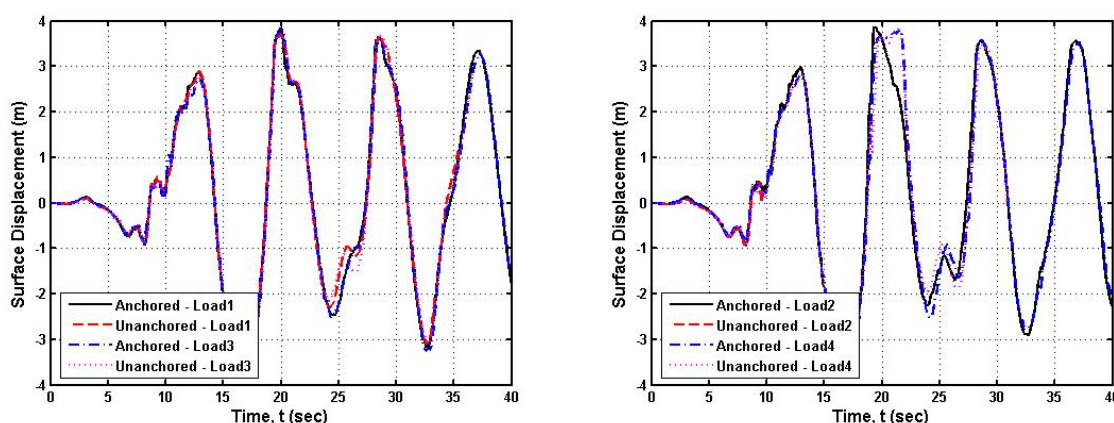 4
3
2
1
0
-1
-2
-3
-4
Surface Displacement (m)
Anchored - Load1
Unanchored - Load1
Anchored - Load3
Unanchored - Load3
0 5 10 15 20 25 30 35 40
Time, t (sec)
4
3
2
1
0
-1
-2
-3
-4
Surface Displacement (m)
Anchored - Load2
Unanchored - Load2
Anchored - Load4
Unanchored - Load4
0 5 10 15 20 25 30 35 40
Time, t (sec)